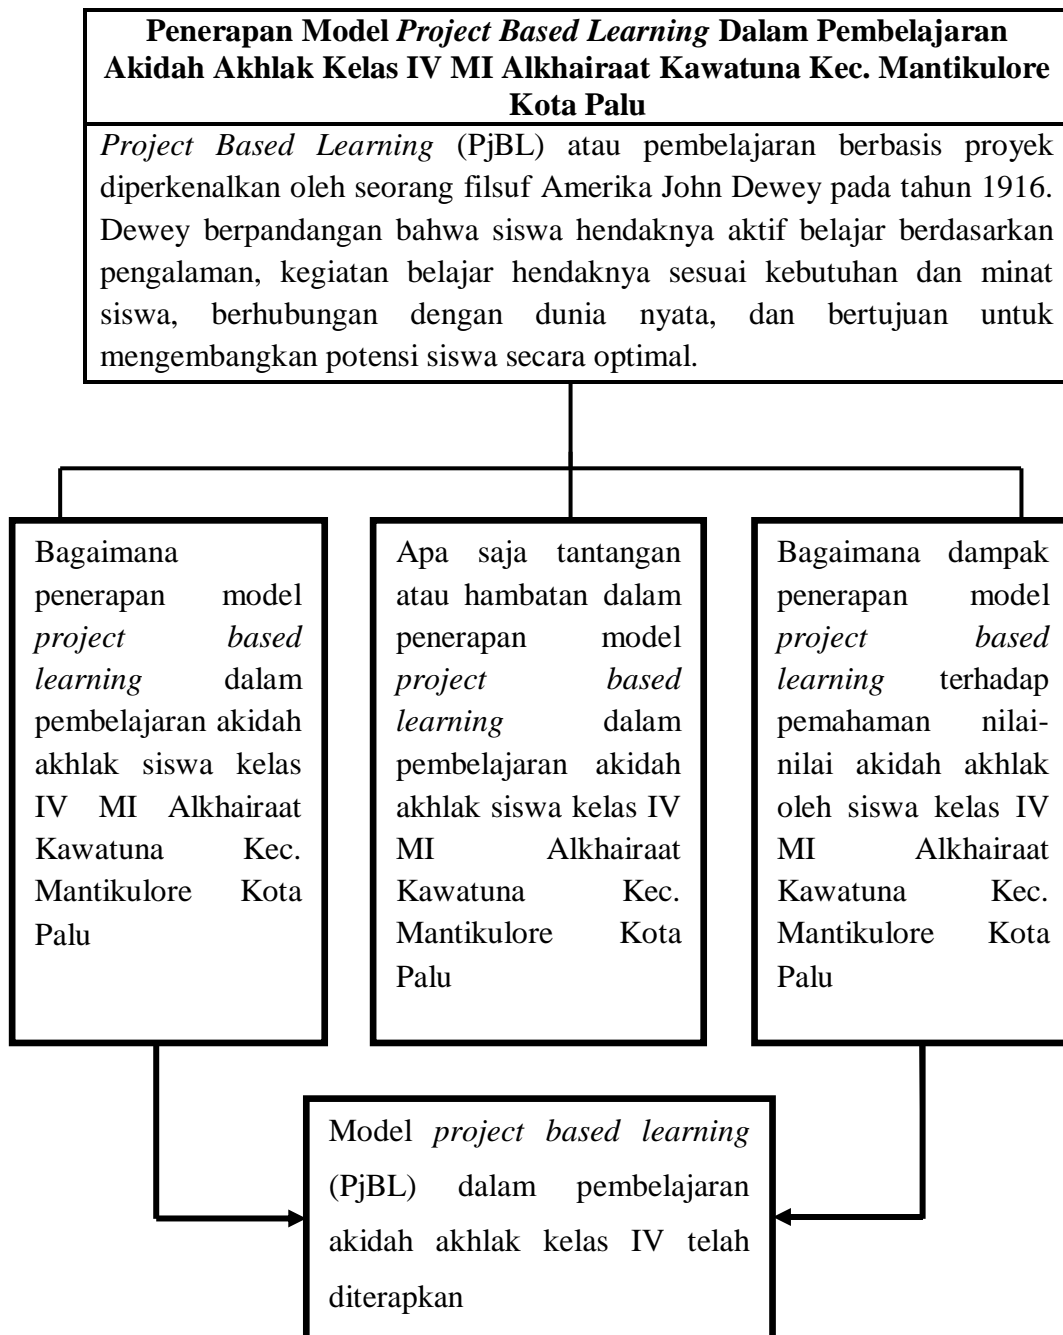 Penerapan Model Project Based Learning Dalam Pembelajaran
Akidah Akhlak Kelas IV MI Alkhairaat Kawatuna Kec. Mantikulore
Kota Palu
Project Based Learning (PjBL) atau pembelajaran berbasis proyek
diperkenalkan oleh seorang filsuf Amerika John Dewey pada tahun 1916.
Dewey berpandangan bahwa siswa hendaknya aktif belajar berdasarkan
pengalaman, kegiatan belajar hendaknya sesuai kebutuhan dan minat
siswa, berhubungan dengan dunia nyata, dan bertujuan untuk
mengembangkan potensi siswa secara optimal.
Bagaimana
penerapan model
project based
learning dalam
pembelajaran akidah
akhlak siswa kelas
IV MI Alkhairaat
Kawatuna Kec.
Mantikulore Kota
Palu
Apa saja tantangan
atau hambatan dalam
penerapan model
project based
learning dalam
pembelajaran akidah
akhlak siswa kelas IV
MI Alkhairaat
Kawatuna Kec.
Mantikulore Kota
Palu
Bagaimana dampak
penerapan model
project based
learning terhadap
pemahaman nilai-
nilai akidah akhlak
oleh siswa kelas IV
MI Alkhairaat
Kawatuna Kec.
Mantikulore Kota
Palu
Model project based learning
(PjBL) dalam pembelajaran
akidah akhlak kelas IV telah
diterapkan